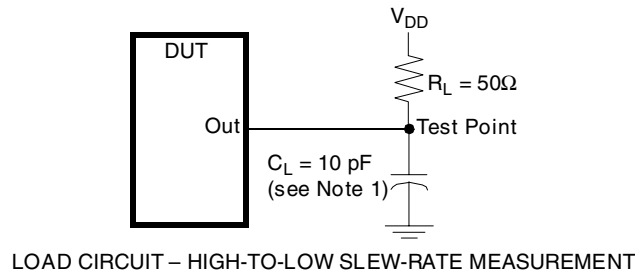 V_DD
DUT
R_L = 50Ω
Out
Test Point
C_L = 10 pF
(see Note 1)
LOAD CIRCUIT – HIGH-TO-LOW SLEW-RATE MEASUREMENT